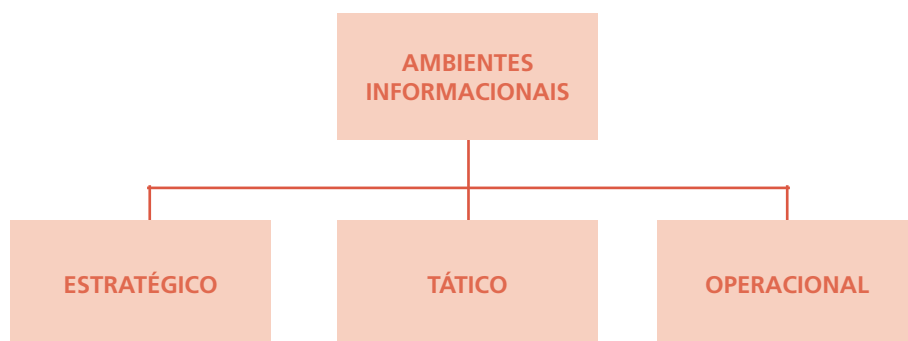 AMBIENTES
INFORMACIONAIS
ESTRATÉGICO
TÁTICO
OPERACIONAL